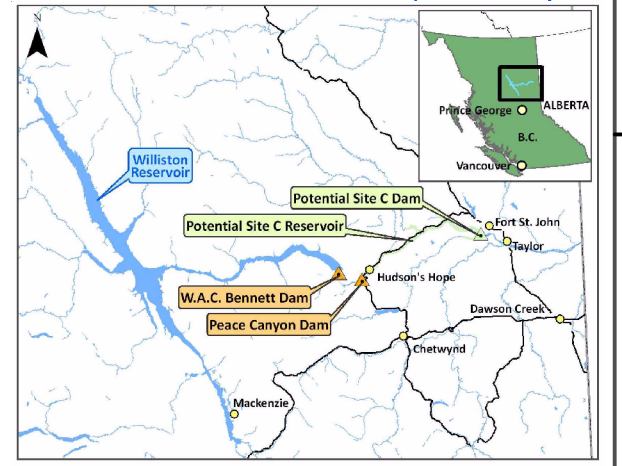 N
ALBERTA
Prince George
B.C.
Vancouver
Williston
Reservoir
Potential Site C Dam
Potential Site C Reservoir
Fort St. John
Taylor
Hudson's Hope
W.A.C. Bennett Dam
Peace Canyon Dam
Dawson Creek
Chetwynd
Mackenzie